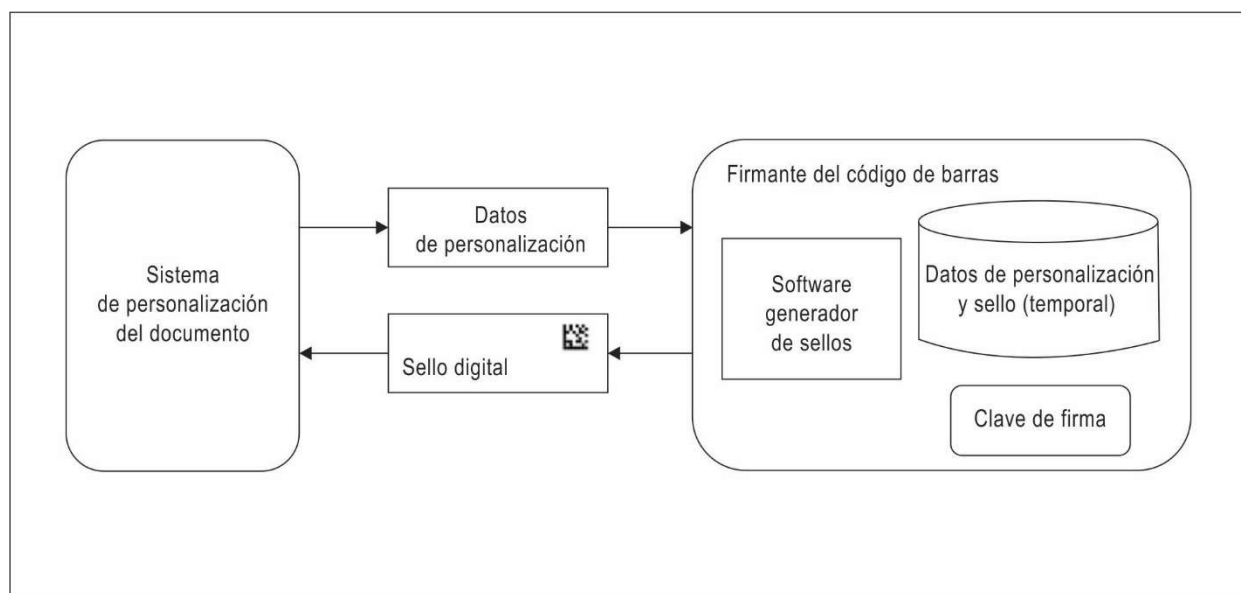 Sistema
de personalización
del documento
Datos
de personalización
Sello digital
Firmante del código de barras
Software
generador
de sellos
Datos de personalización
y sello (temporal)
Clave de firma